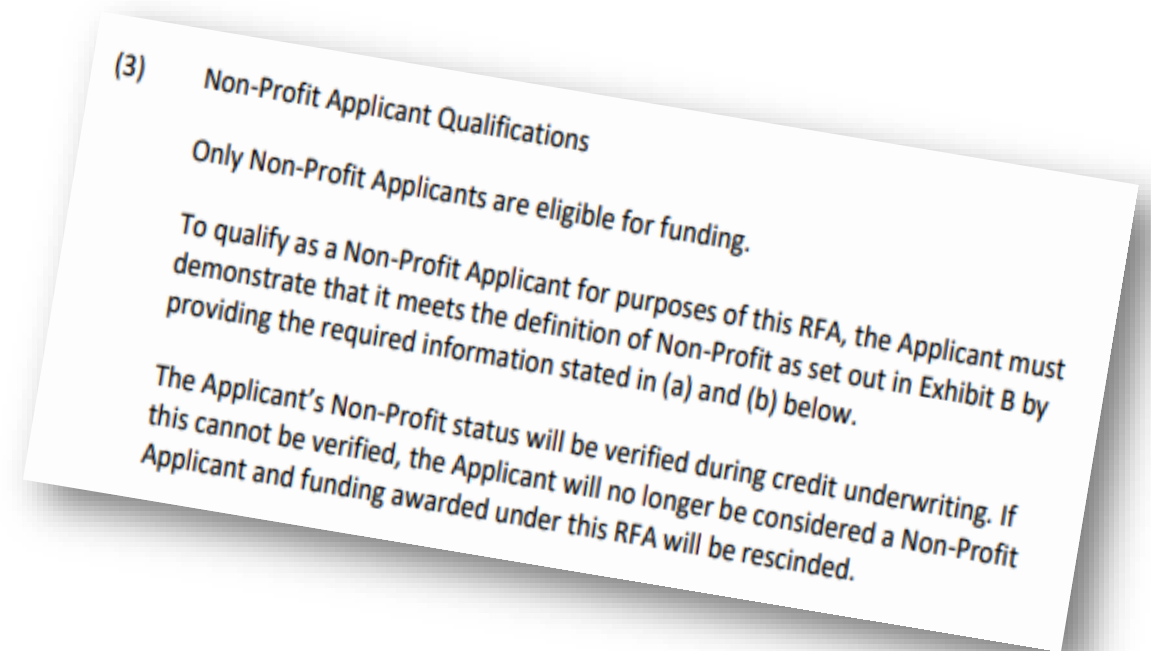 (3) Non-Profit Applicant Qualifications
Only Non-Profit Applicants are eligible for funding.
To qualify as a Non-Profit Applicant for purposes of this RFA, the Applicant must
demonstrate that it meets the definition of Non-Profit as set out in Exhibit B by
providing the required information stated in (a) and (b) below.
The Applicant’s Non-Profit status will be verified during credit underwriting. If
this cannot be verified, the Applicant will no longer be considered a Non-Profit
Applicant and funding awarded under this RFA will be rescinded.